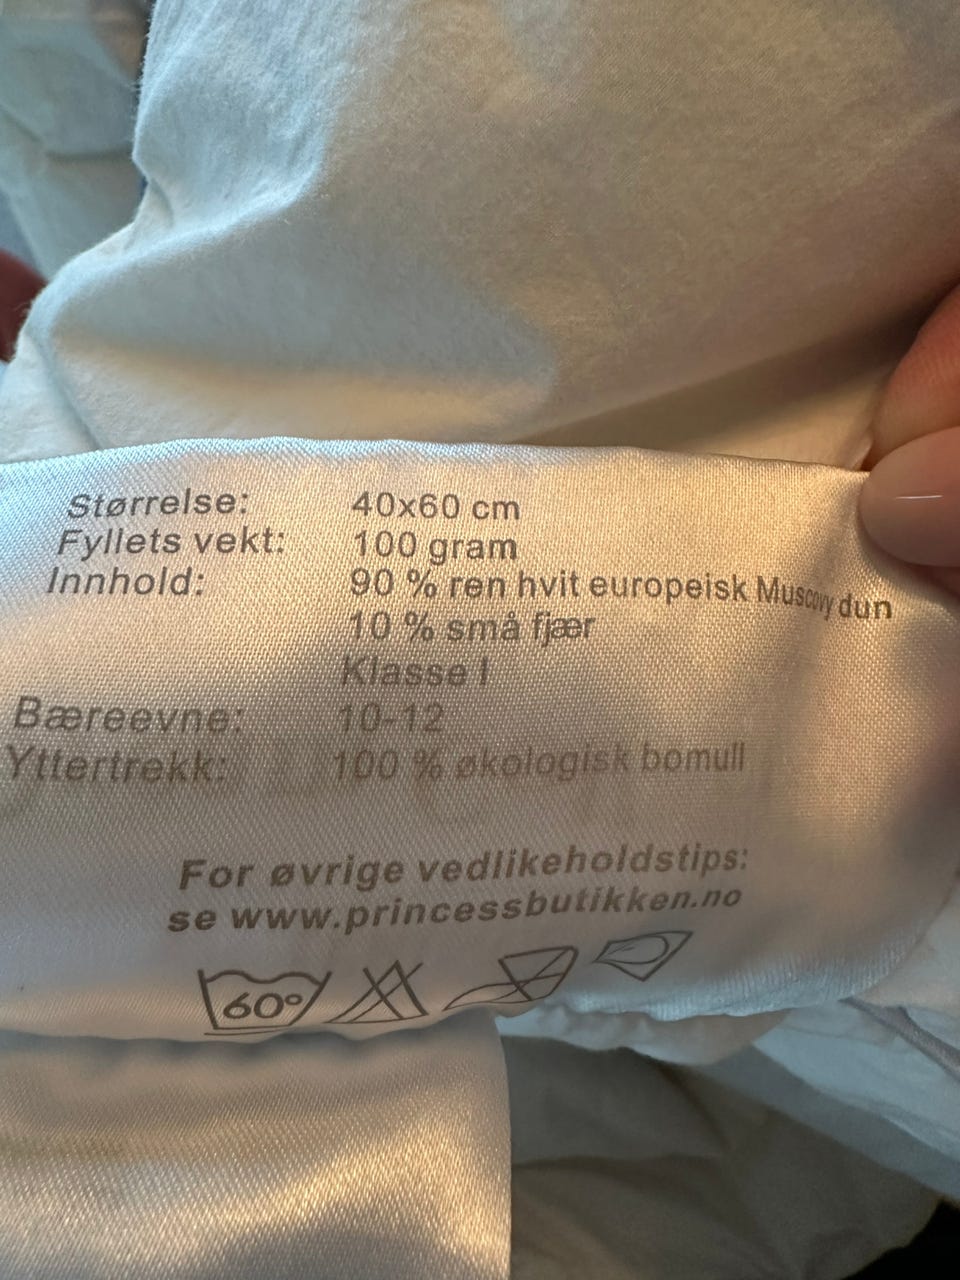 Størrelse: 40x60 cm
Fyllets vekt: 100 gram
Innhold: 90 % ren hvit europeisk Muscovy dun
10 % små fjær
Klasse I
Bæreevne: 10-12
Yttertrekk: 100 % økologisk bomull
For øvrige vedlikeholdstips:
se www.princessbutikken.no
60°